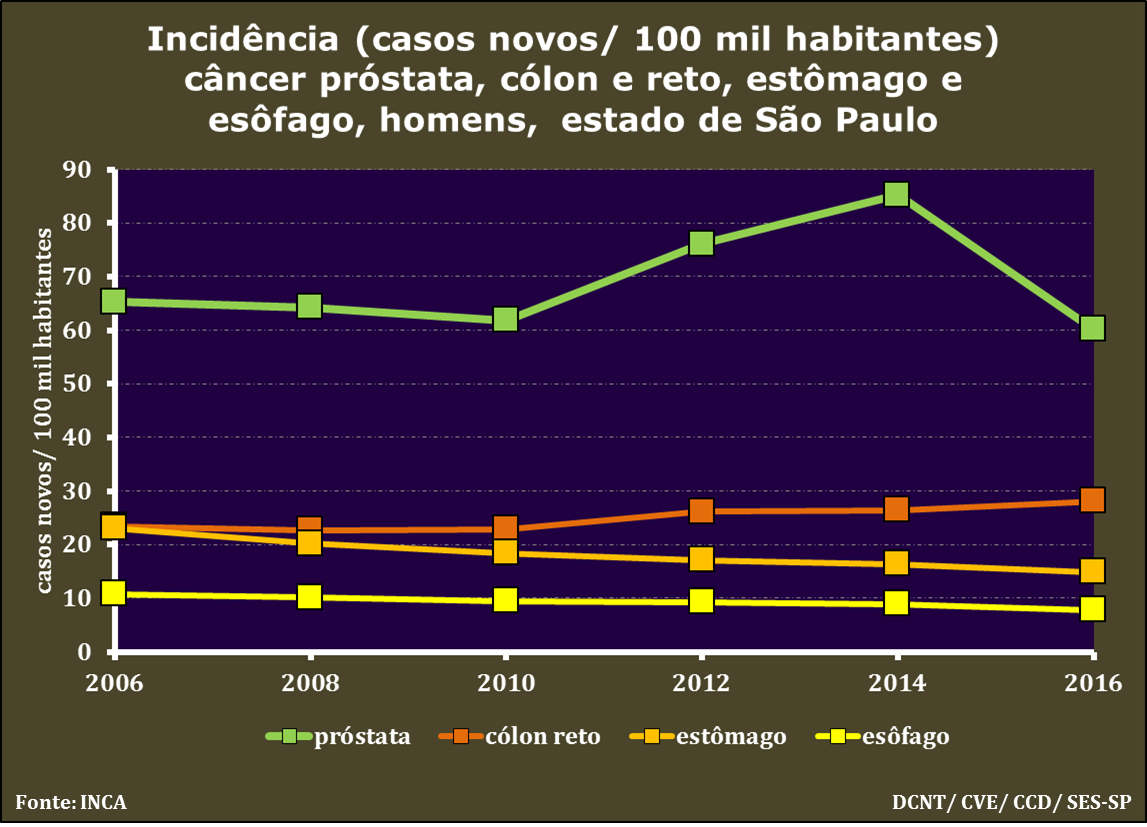 Incidência (casos novos/ 100 mil habitantes)
câncer próstata, cólon e reto, estômago e
esôfago, homens,  estado de São Paulo
casos novos/ 100 mil habitantes
90
80
70
60
50
40
30
20
10
0
2006 2008 2010 2012 2014 2016
próstata cólon reto estômago esôfago
Fonte: INCA DCNT/ CVE/ CCD/ SES-SP